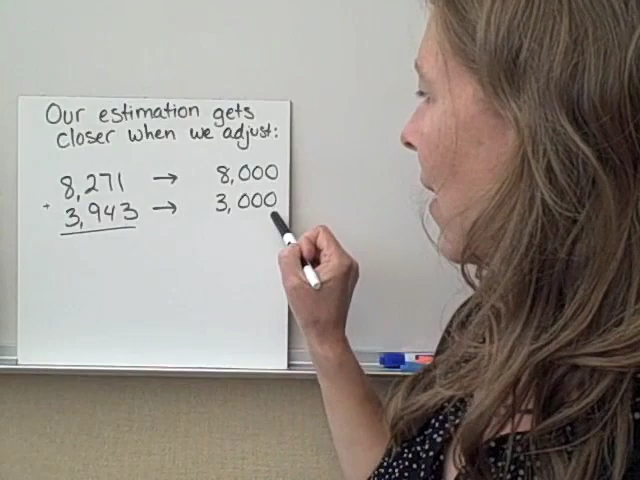 Our estimation gets
closer when we adjust:
8,271 → 8,000
+ 3,943 → 3,000